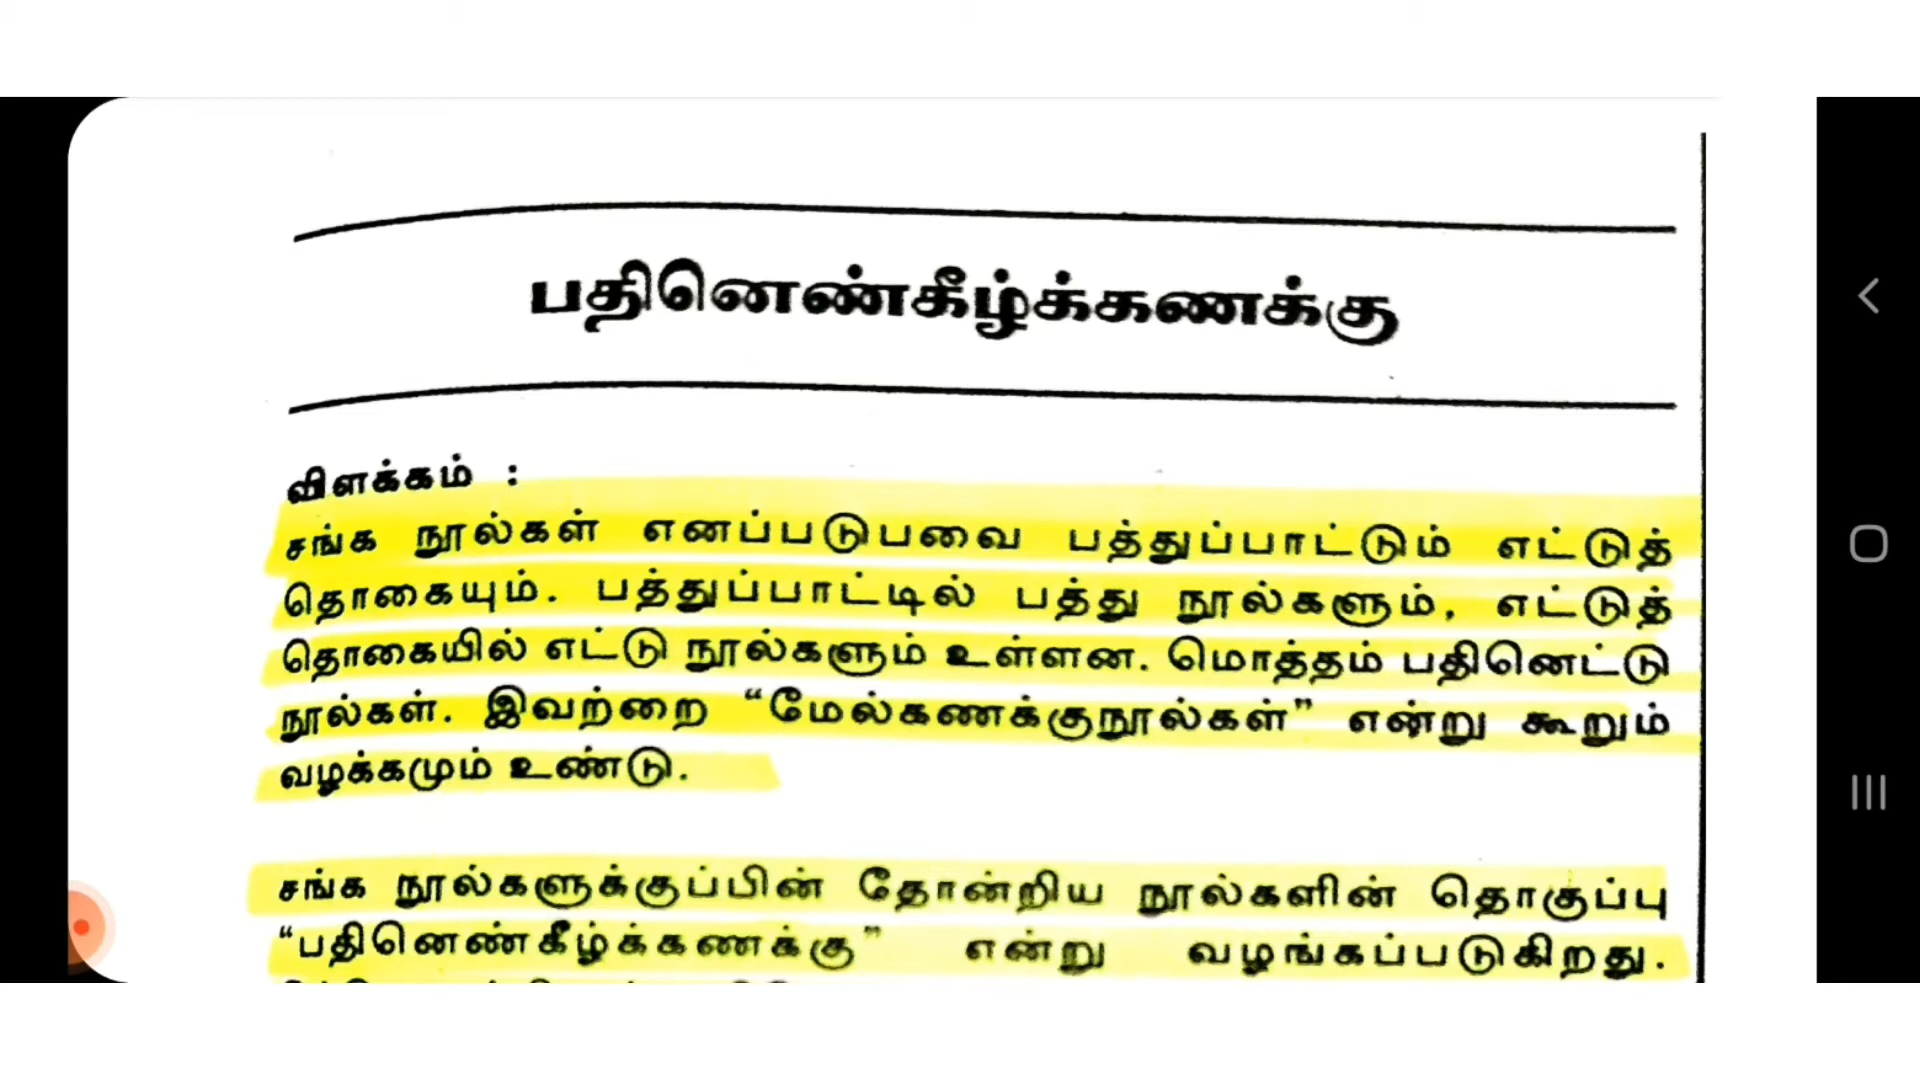 பதினெண்கீழ்க்கணக்கு
விளக்கம் :
சங்க நூல்கள் எனப்படுபவை பத்துப்பாட்டும் எட்டுத்
தொகையும். பத்துப்பாட்டில் பத்து நூல்களும், எட்டுத்
தொகையில் எட்டு நூல்களும் உள்ளன. மொத்தம் பதினெட்டு
நூல்கள். இவற்றை “மேல்கணக்குநூல்கள்” என்று கூறும்
வழக்கமும் உண்டு.
சங்க நூல்களுக்குப்பின் தோன்றிய நூல்களின் தொகுப்பு
“பதினெண்கீழ்க்கணக்கு” என்று வழங்கப்படுகிறது.